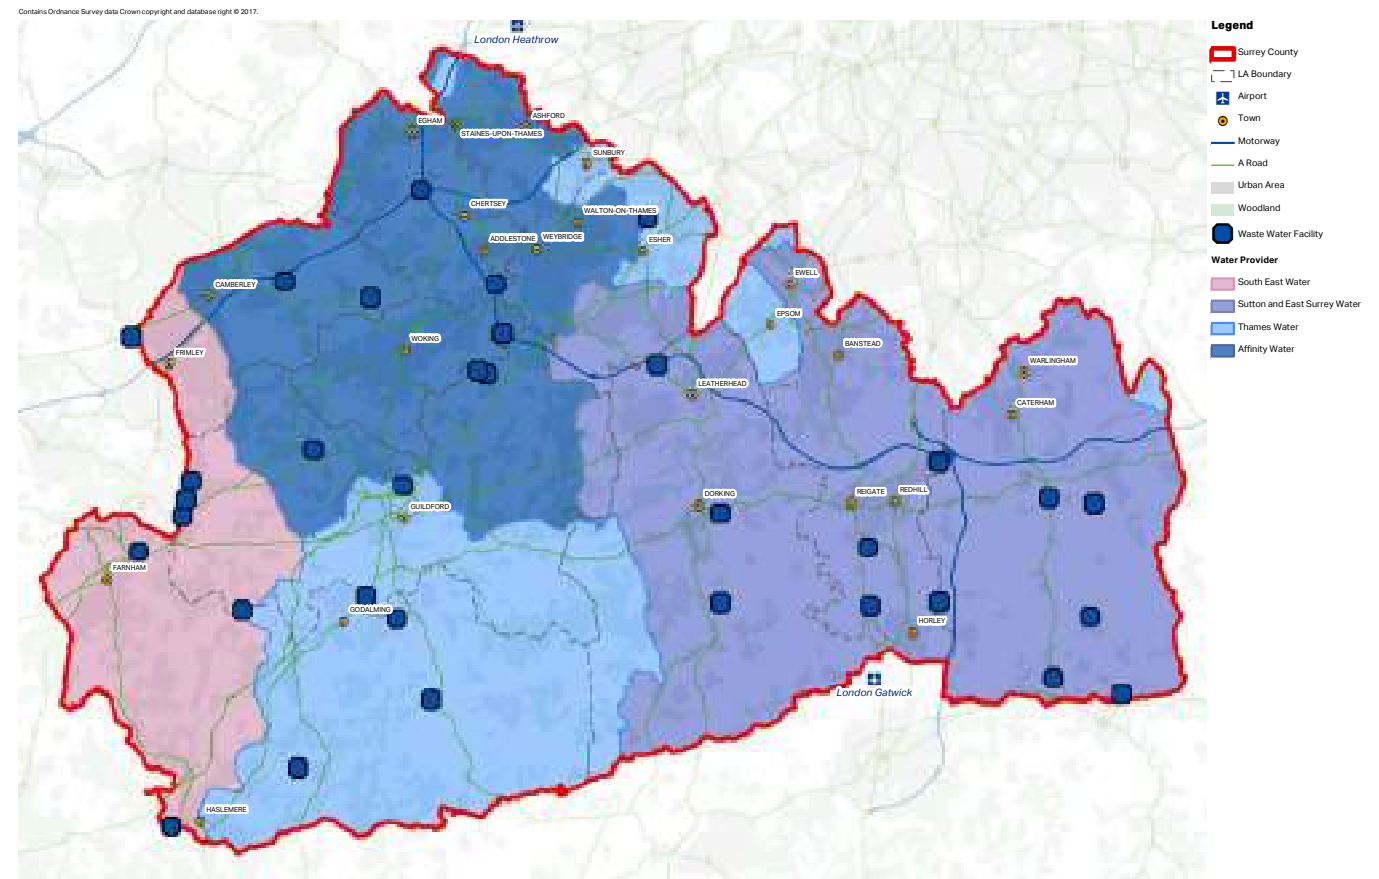 Contains Ordnance Survey data Crown copyright and database right © 2017.
London Heathrow
EGHAM
ASHFORD
STAINES-UPON-THAMES
SUNBURY
CHERTSEY
WALTON-ON-THAMES
ADDLESTONE
WEYBRIDGE
ESHER
CAMBERLEY
EWELL
EPSOM
WOKING
BANSTEAD
FRIMLEY
WARLINGHAM
LEATHERHEAD
CATERHAM
DORKING
REIGATE
REDHILL
GUILDFORD
FARNHAM
GODALMING
HORLEY
London Gatwick
HASLEMERE
Legend
Surrey County
LA Boundary
Airport
Town
Motorway
A Road
Urban Area
Woodland
Waste Water Facility
Water Provider
South East Water
Sutton and East Surrey Water
Thames Water
Affinity Water